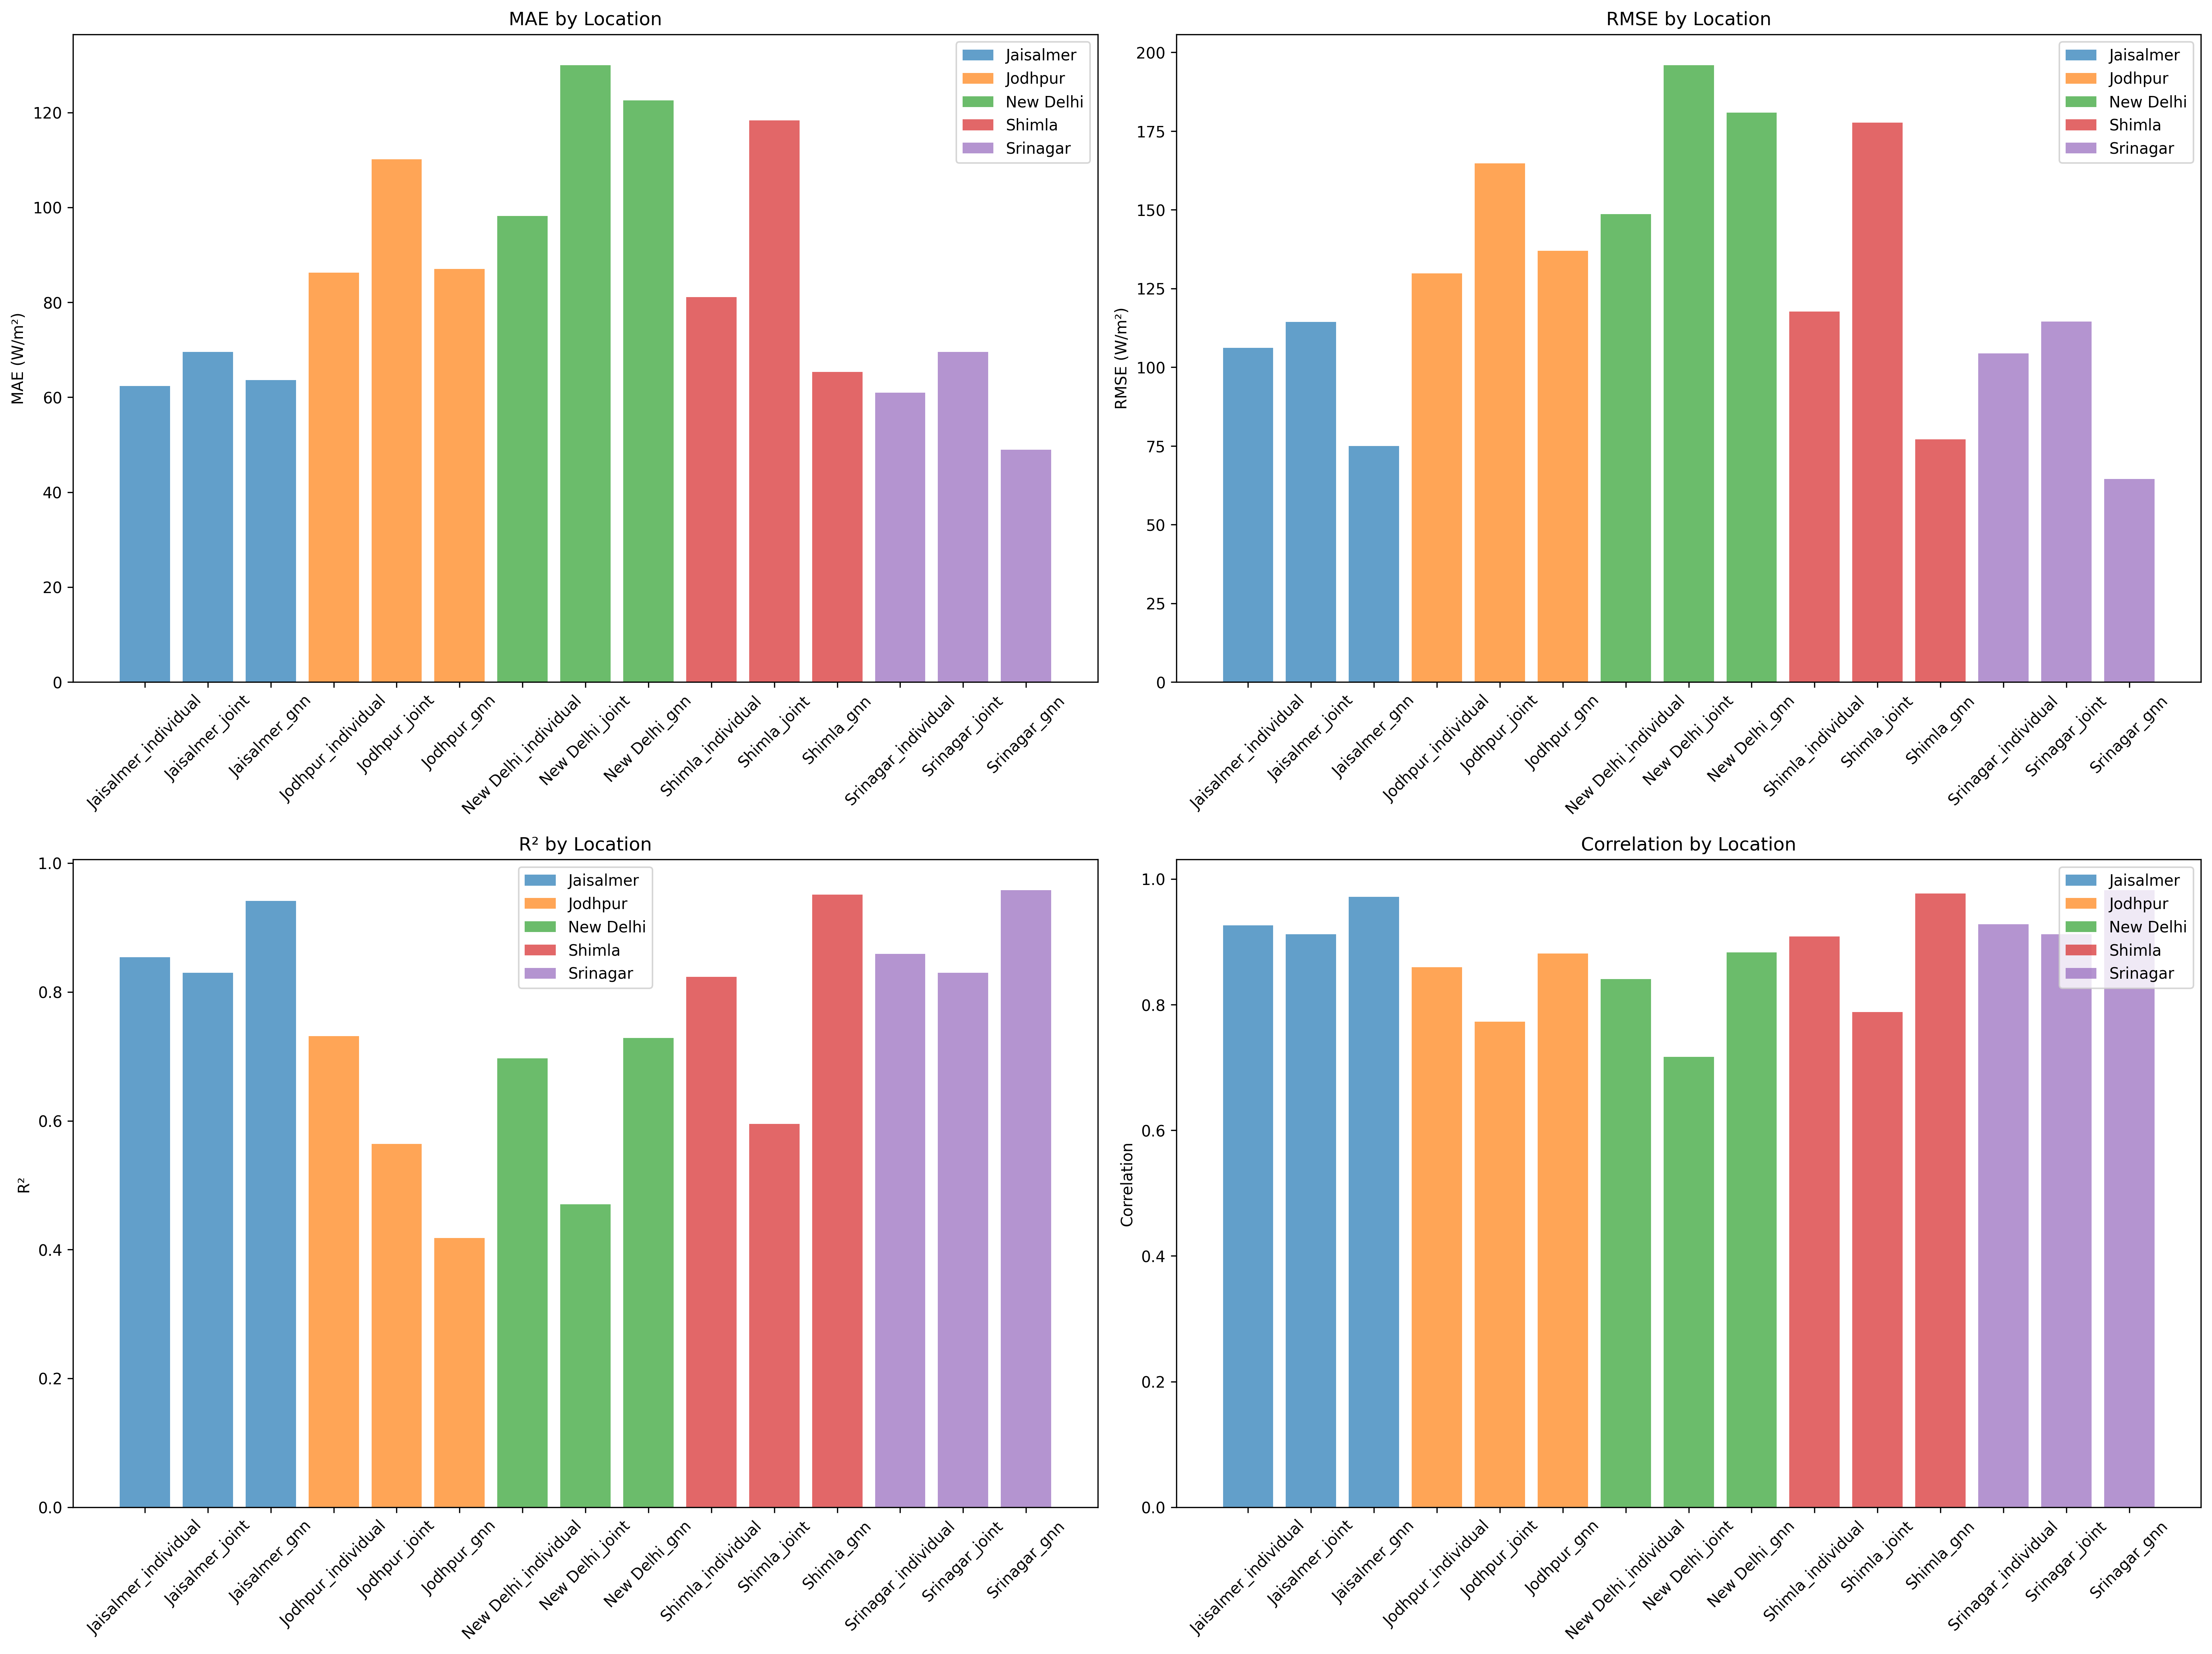 MAE by Location
MAE (W/m²)
120
100
80
60
40
20
0
Jaisalmer
Jodhpur
New Delhi
Shimla
Srinagar
Jaisalmer_individual
Jaisalmer_joint
Jaisalmer_gnn
Jodhpur_individual
Jodhpur_joint
Jodhpur_gnn
New Delhi_individual
New Delhi_joint
New Delhi_gnn
Shimla_individual
Shimla_joint
Shimla_gnn
Srinagar_individual
Srinagar_joint
Srinagar_gnn
RMSE by Location
RMSE (W/m²)
200
175
150
125
100
75
50
25
0
Jaisalmer
Jodhpur
New Delhi
Shimla
Srinagar
Jaisalmer_individual
Jaisalmer_joint
Jaisalmer_gnn
Jodhpur_individual
Jodhpur_joint
Jodhpur_gnn
New Delhi_individual
New Delhi_joint
New Delhi_gnn
Shimla_individual
Shimla_joint
Shimla_gnn
Srinagar_individual
Srinagar_joint
Srinagar_gnn
R² by Location
R²
1.0
0.8
0.6
0.4
0.2
0.0
Jaisalmer
Jodhpur
New Delhi
Shimla
Srinagar
Jaisalmer_individual
Jaisalmer_joint
Jaisalmer_gnn
Jodhpur_individual
Jodhpur_joint
Jodhpur_gnn
New Delhi_individual
New Delhi_joint
New Delhi_gnn
Shimla_individual
Shimla_joint
Shimla_gnn
Srinagar_individual
Srinagar_joint
Srinagar_gnn
Correlation by Location
Correlation
1.0
0.8
0.6
0.4
0.2
0.0
Jaisalmer
Jodhpur
New Delhi
Shimla
Srinagar
Jaisalmer_individual
Jaisalmer_joint
Jaisalmer_gnn
Jodhpur_individual
Jodhpur_joint
Jodhpur_gnn
New Delhi_individual
New Delhi_joint
New Delhi_gnn
Shimla_individual
Shimla_joint
Shimla_gnn
Srinagar_individual
Srinagar_joint
Srinagar_gnn